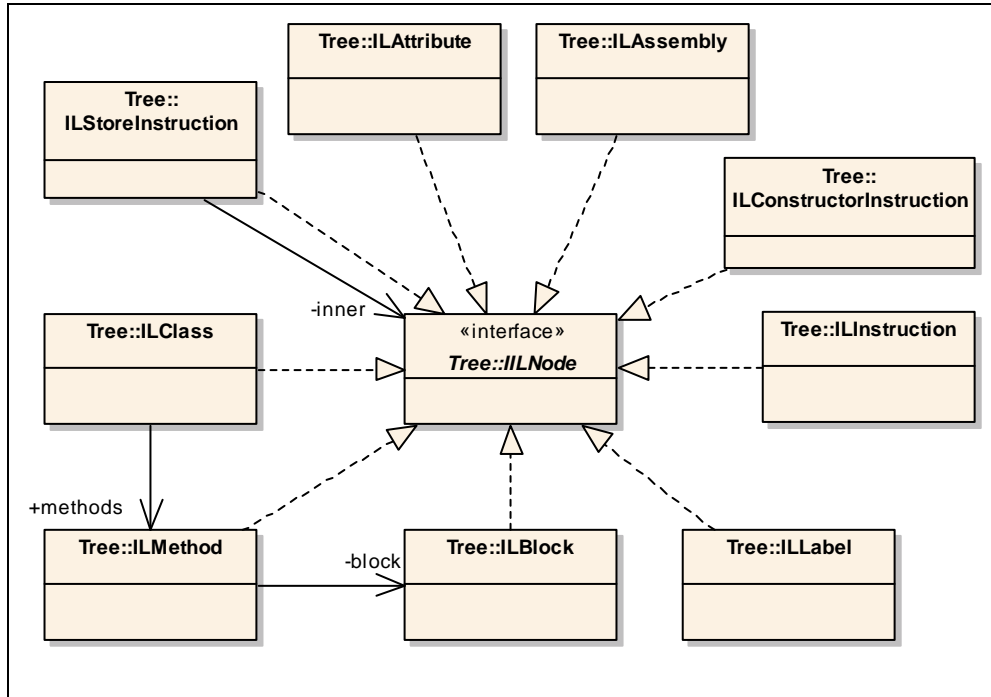 Tree::ILAttribute
Tree::ILAssembly
Tree::
ILStoreInstruction
Tree::
ILConstructorInstruction
-inner
Tree::ILClass
«interface»
Tree::IILNode
Tree::ILInstruction
+methods
Tree::ILMethod
-block
Tree::ILBlock
Tree::ILLabel